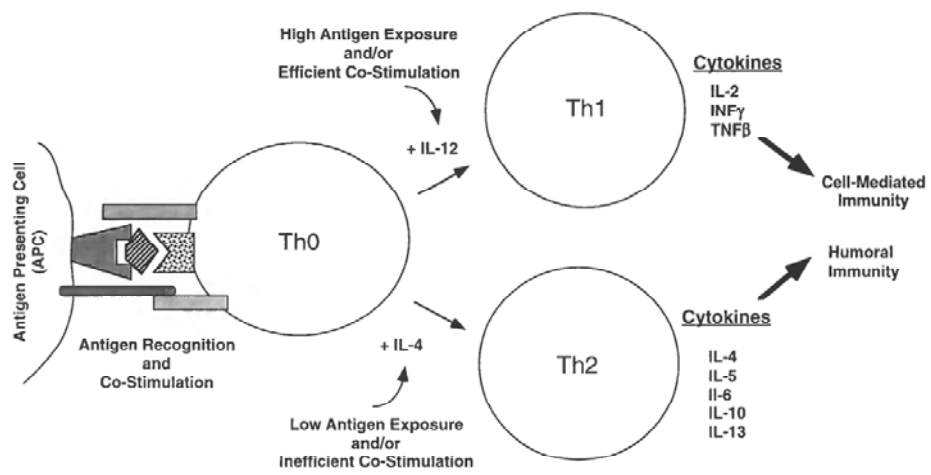 High Antigen Exposure
and/or
Efficient Co-Stimulation
+ IL-12
Th1
Cytokines
IL-2
INFγ
TNFβ
Cell-Mediated
Immunity
Antigen Presenting Cell
(APC)
Th0
Antigen Recognition
and
Co-Stimulation
+ IL-4
Low Antigen Exposure
and/or
Inefficient Co-Stimulation
Th2
Humoral
Immunity
Cytokines
IL-4
IL-5
Il-6
IL-10
IL-13